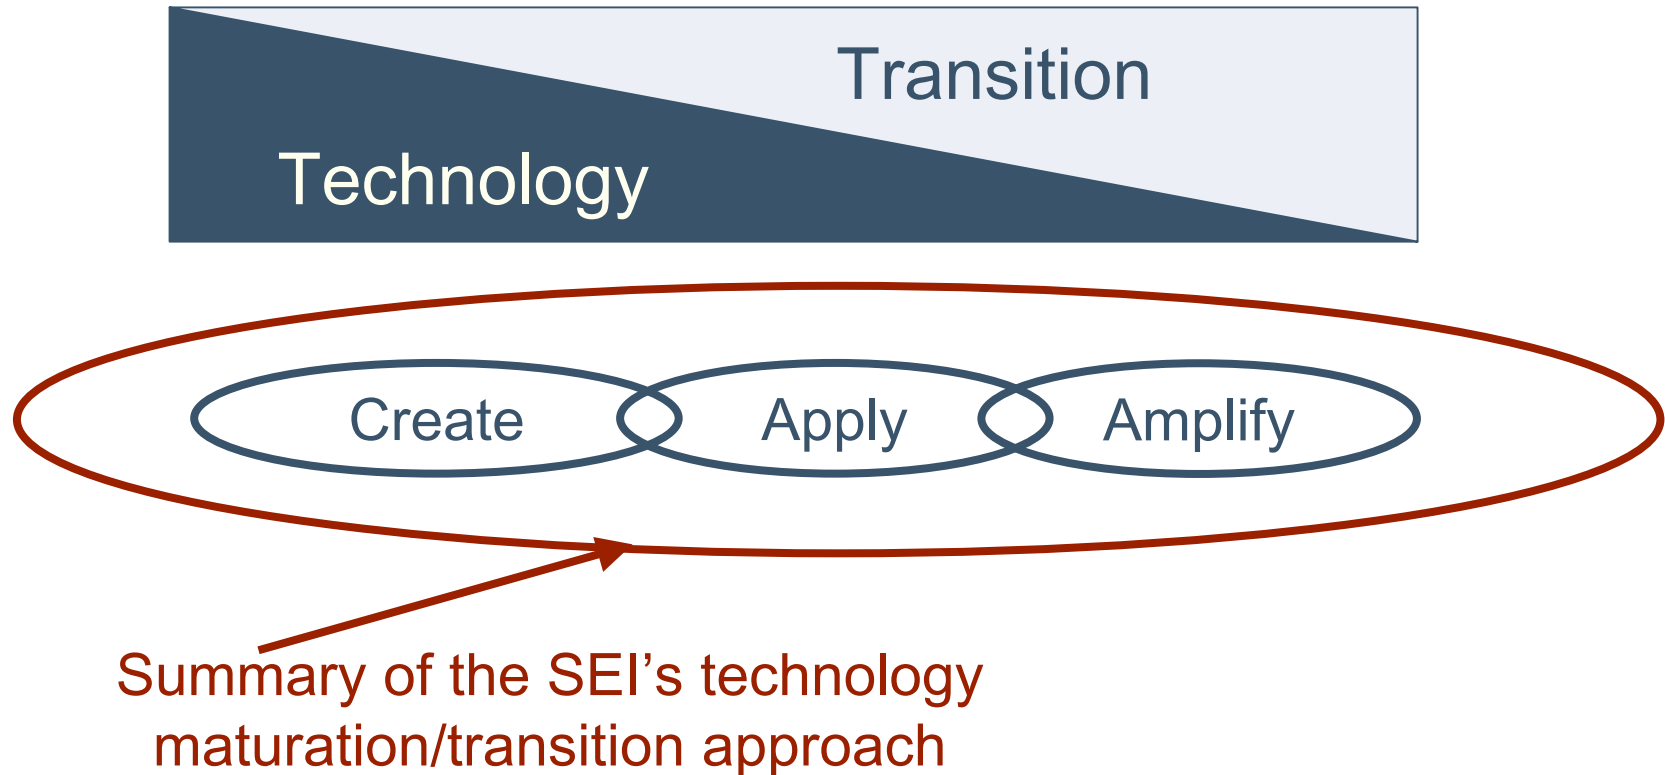 Transition
Technology
Create Apply Amplify
Summary of the SEI’s technology
maturation/transition approach